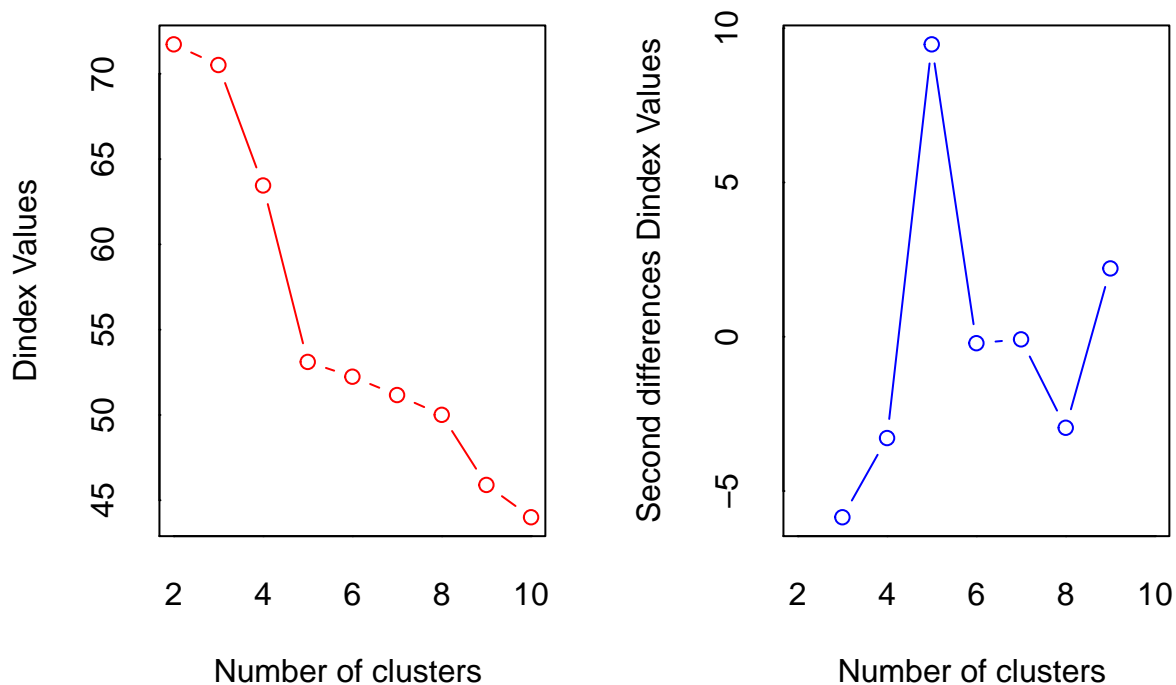 Dindex Values
70
65
60
55
50
45
2 4 6 8 10
Number of clusters
Second differences Dindex Values
10
5
0
−5
2 4 6 8 10
Number of clusters